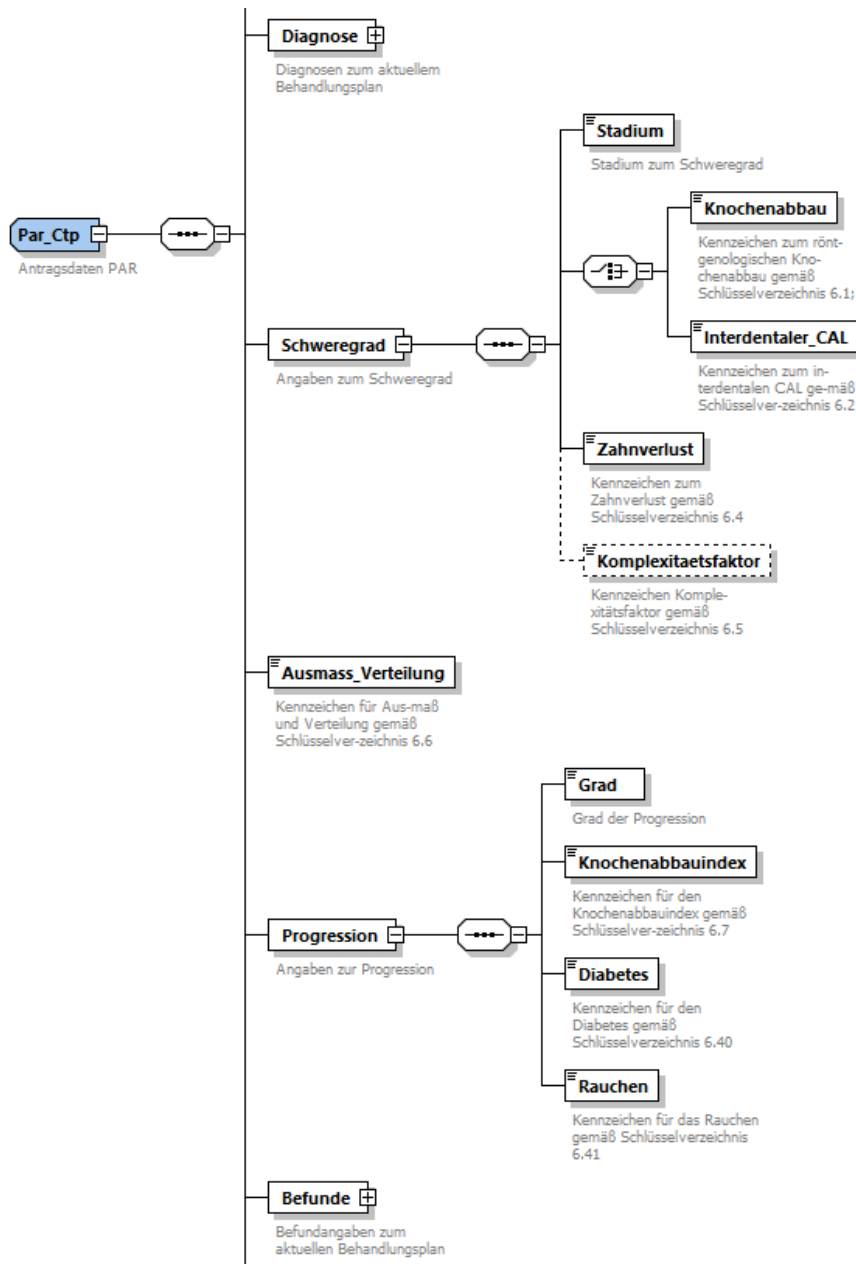 Diagnose
Diagnosen zum aktuellem
Behandlungsplan
Stadium
Stadium zum Schweregrad
Knochenabbau
Kennzeichen zum rönt-
genologischen Kno-
chenabbau gemäß
Schlüsselverzeichnis 6.1;
Par_Ctp
Antragsdaten PAR
Schweregrad
Angaben zum Schweregrad
Interdentaler_CAL
Kennzeichen zum in-
terdentalen CAL ge-mäß
Schlüsselver-zeichnis 6.2
Zahnverlust
Kennzeichen zum
Zahnverlust gemäß
Schlüsselverzeichnis 6.4
Komplexitaetsfaktor
Kennzeichen Komple-
xitätsfaktor gemäß
Schlüsselverzeichnis 6.5
Ausmass_Verteilung
Kennzeichen für Aus-maß
und Verteilung gemäß
Schlüsselver-zeichnis 6.6
Grad
Grad der Progression
Knochenabbauindex
Kennzeichen für den
Knochenabbauindex gemäß
Schlüsselver-zeichnis 6.7
Progression
Angaben zur Progression
Diabetes
Kennzeichen für den
Diabetes gemäß
Schlüsselverzeichnis 6.40
Rauchen
Kennzeichen für das Rauchen
gemäß Schlüsselverzeichnis
6.41
Befunde
Befundangaben zum
aktuellen Behandlungsplan